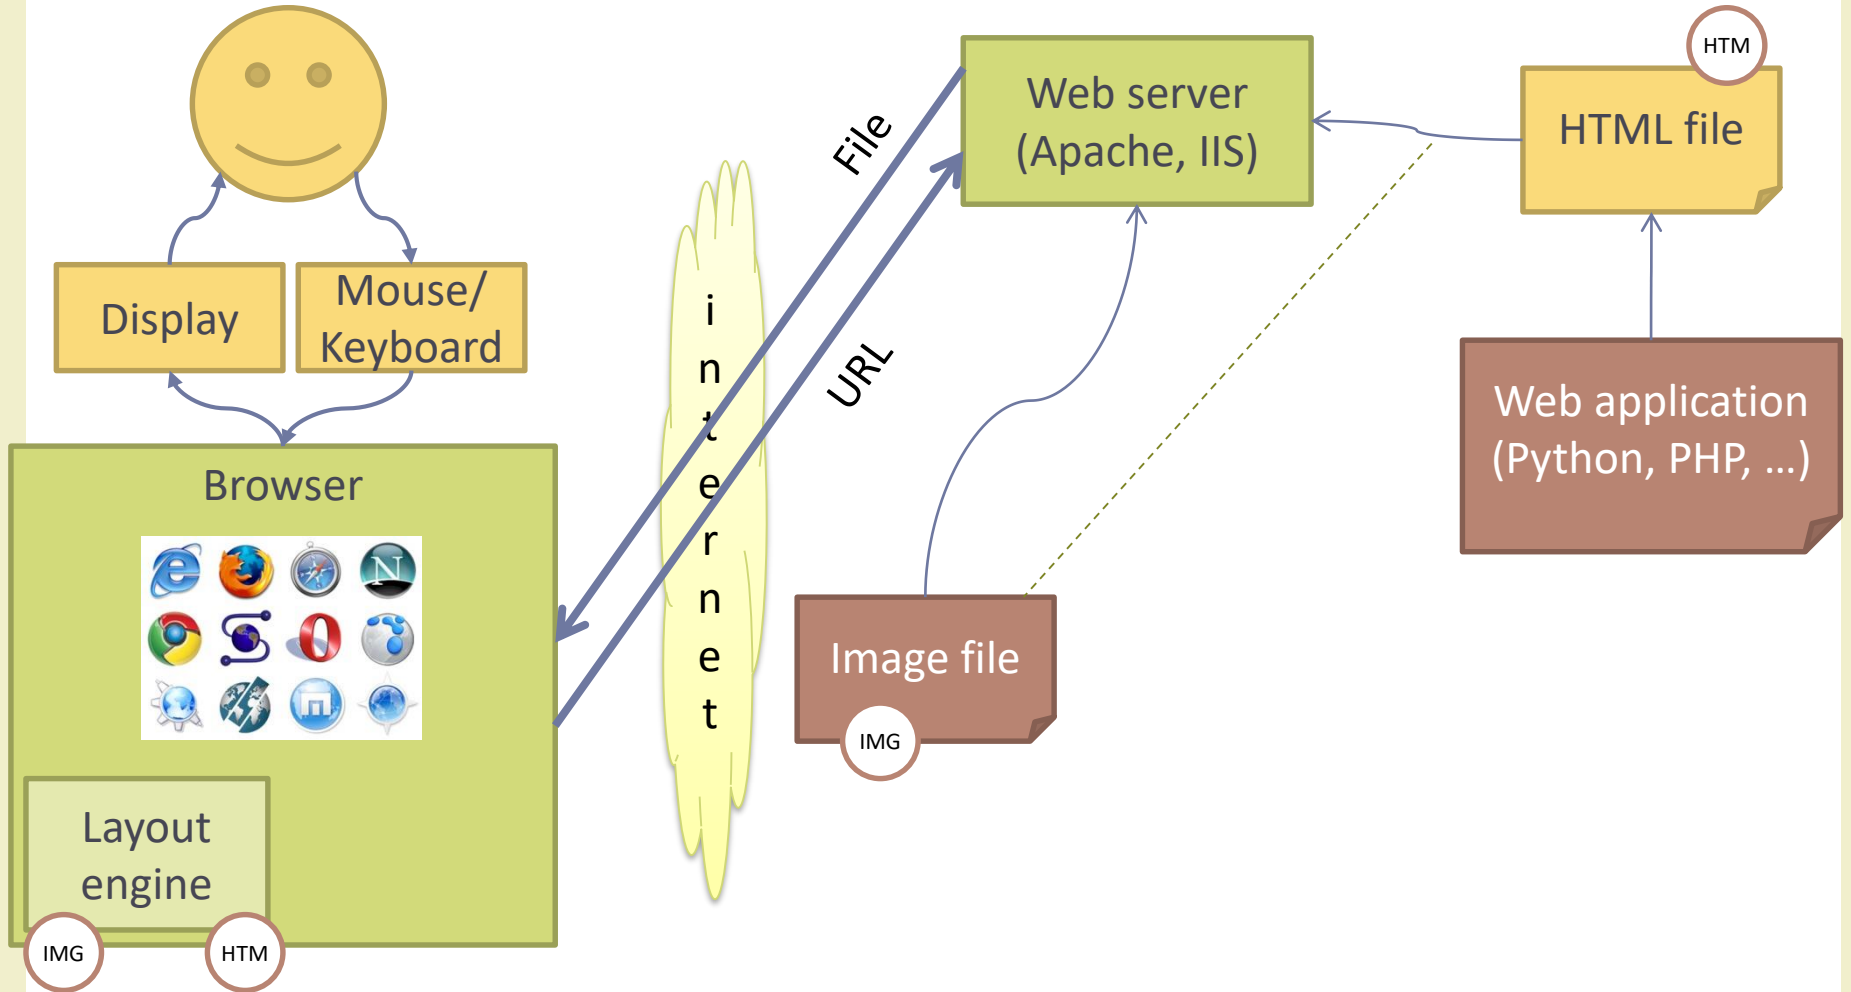 HTM
Web server
(Apache, IIS)
HTML file
File
Display
Mouse/
Keyboard
internet
URL
Web application
(Python, PHP, ...)
Browser
N
Image file
IMG
Layout
engine
IMG
HTM